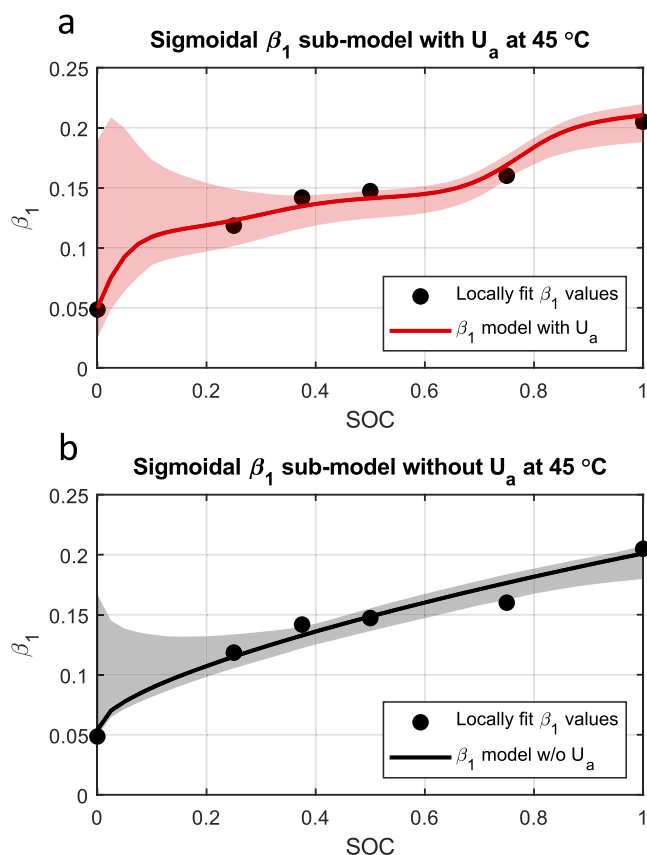 a
Sigmoidal β₁ sub-model with Uₐ at 45 °C
0.25
0.2
0.15
0.1
0.05
0
β₁
Locally fit β₁ values
β₁ model with Uₐ
0 0.2 0.4 0.6 0.8 1
SOC
b
Sigmoidal β₁ sub-model without Uₐ at 45 °C
0.25
0.2
0.15
0.1
0.05
0
β₁
Locally fit β₁ values
β₁ model w/o Uₐ
0 0.2 0.4 0.6 0.8 1
SOC